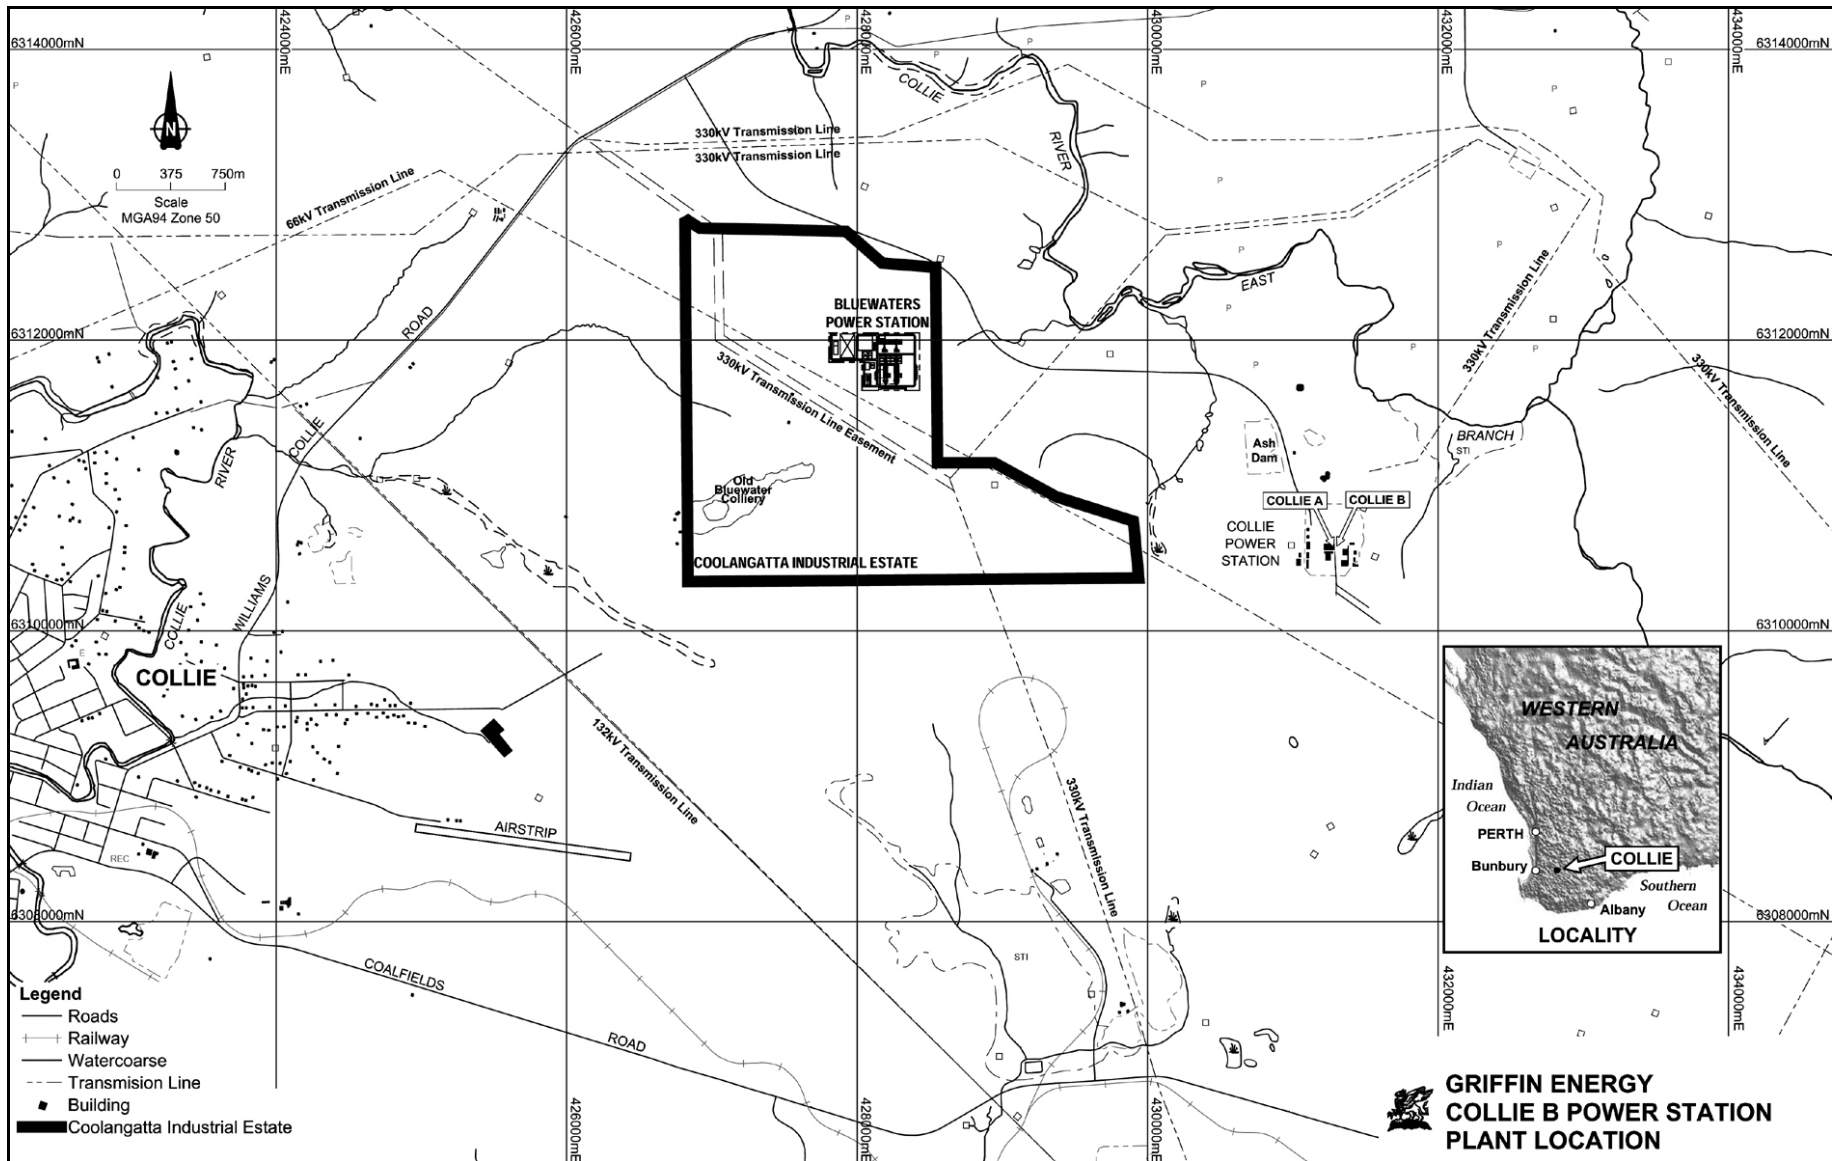 424000mE
426000mE
428000mE
430000mE
432000mE
434000mE
6314000mN
6314000mN
P
P
P
P
P
P
P
P
P
P
P
P
P
N
0 375 750m
Scale
MGA94 Zone 50
COLLIE
RIVER
330kV Transmission Line
330kV Transmission Line
66kV Transmission Line
EAST
330kV Transmission Line
330kV Transmission Line
BLUEWATERS
POWER STATION
6312000mN
6312000mN
ROAD
COLLIE
330kV Transmission Line Easement
RIVER
Ash
Dam
BRANCH
STI
Old
Bluewater
Colliery
COLLIE A
COLLIE B
COLLIE
POWER
STATION
COOLANGATTA INDUSTRIAL ESTATE
WILLIAMS
COLLIE
6310000mN
6310000mN
E
COLLIE
132kV Transmission Line
330kV Transmission Line
AIRSTRIP
REC
WESTERN
AUSTRALIA
Indian
Ocean
PERTH
COLLIE
Bunbury
Southern
Ocean
Albany
LOCALITY
6308000mN
6308000mN
STI
COALFIELDS
ROAD
Legend
Roads
Railway
Watercoarse
Transmision Line
Building
Coolangatta Industrial Estate
426000mE
428000mE
430000mE
432000mE
434000mE
GRIFFIN ENERGY
COLLIE B POWER STATION
PLANT LOCATION